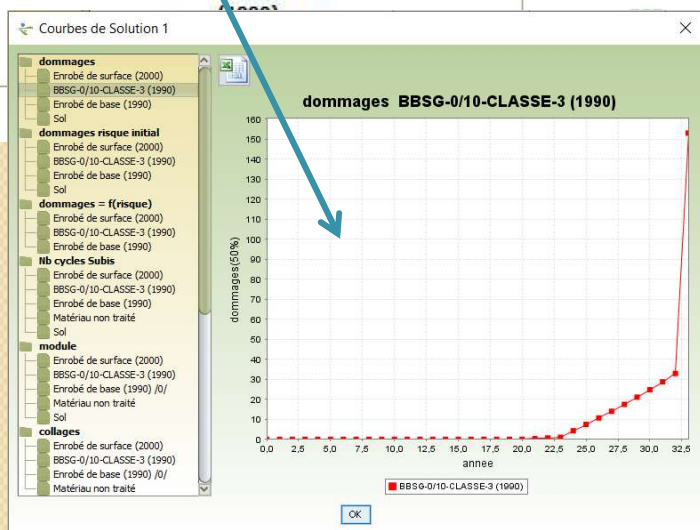 (1990)
Courbes de Solution 1
dommages
Enrobé de surface (2000)
BBSG-0/10-CLASSE-3 (1990)
Enrobé de base (1990)
Sol
dommages risque initial
Enrobé de surface (2000)
BBSG-0/10-CLASSE-3 (1990)
Enrobé de base (1990)
Sol
dommages = f(risque)
Enrobé de surface (2000)
BBSG-0/10-CLASSE-3 (1990)
Enrobé de base (1990)
Nb cycles Subis
Enrobé de surface (2000)
BBSG-0/10-CLASSE-3 (1990)
Enrobé de base (1990)
Matériau non traité
Sol
module
Enrobé de surface (2000)
BBSG-0/10-CLASSE-3 (1990)
Enrobé de base (1990) /0/
Matériau non traité
Sol
collages
Enrobé de surface (2000)
BBSG-0/10-CLASSE-3 (1990)
Enrobé de base (1990) /0/
Matériau non traité
dommages BBSG-0/10-CLASSE-3 (1990)
dommages(50%)
160
150
140
130
120
110
100
90
80
70
60
50
40
30
20
10
0
0,0 2,5 5,0 7,5 10,0 12,5 15,0 17,5 20,0 22,5 25,0 27,5 30,0 32,5
annee
BBSG-0/10-CLASSE-3 (1990)
OK